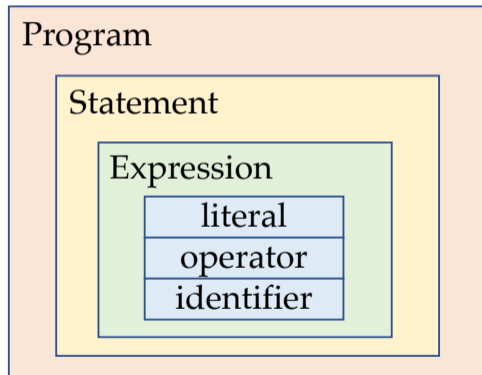 Program
Statement
Expression
literal
operator
identifier